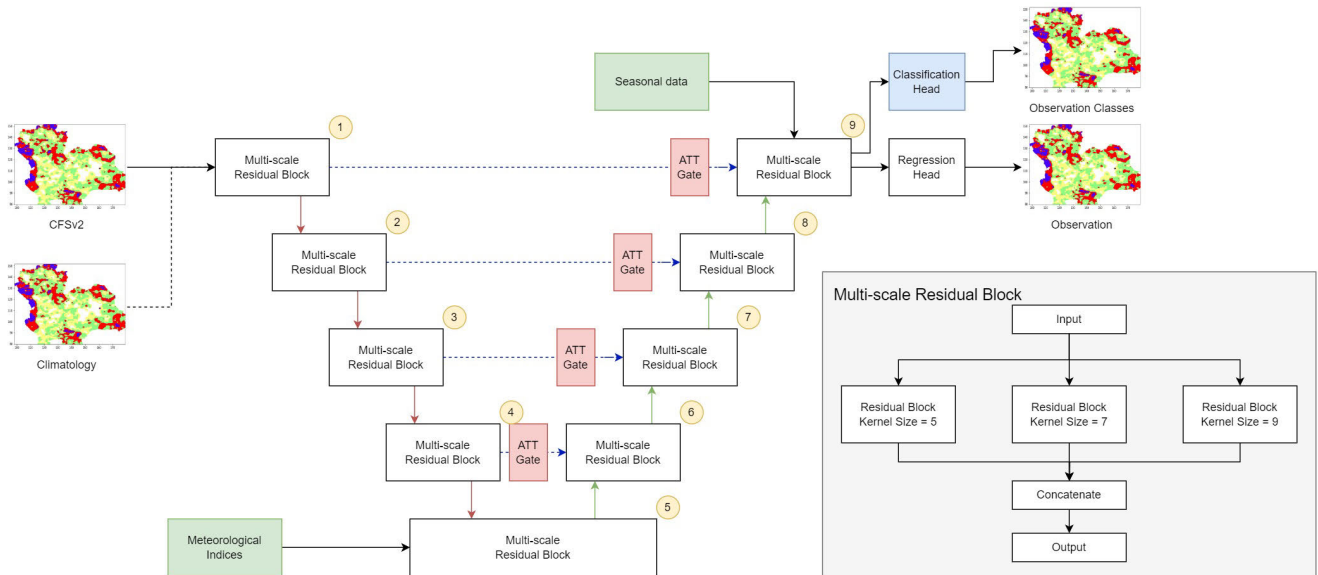 Observation Classes
Seasonal data
Classification
Head
1
9
CFSv2
Multi-scale
Residual Block
ATT
Gate
Multi-scale
Residual Block
Regression
Head
Observation
2
8
Multi-scale
Residual Block
ATT
Gate
Multi-scale
Residual Block
Climatology
3
7
Multi-scale
Residual Block
ATT
Gate
Multi-scale
Residual Block
4
6
Multi-scale
Residual Block
ATT
Gate
Multi-scale
Residual Block
5
Meteorological
Indices
Multi-scale
Residual Block
Multi-scale Residual Block
Input
Residual Block
Kernel Size = 5
Residual Block
Kernel Size = 7
Residual Block
Kernel Size = 9
Concatenate
Output